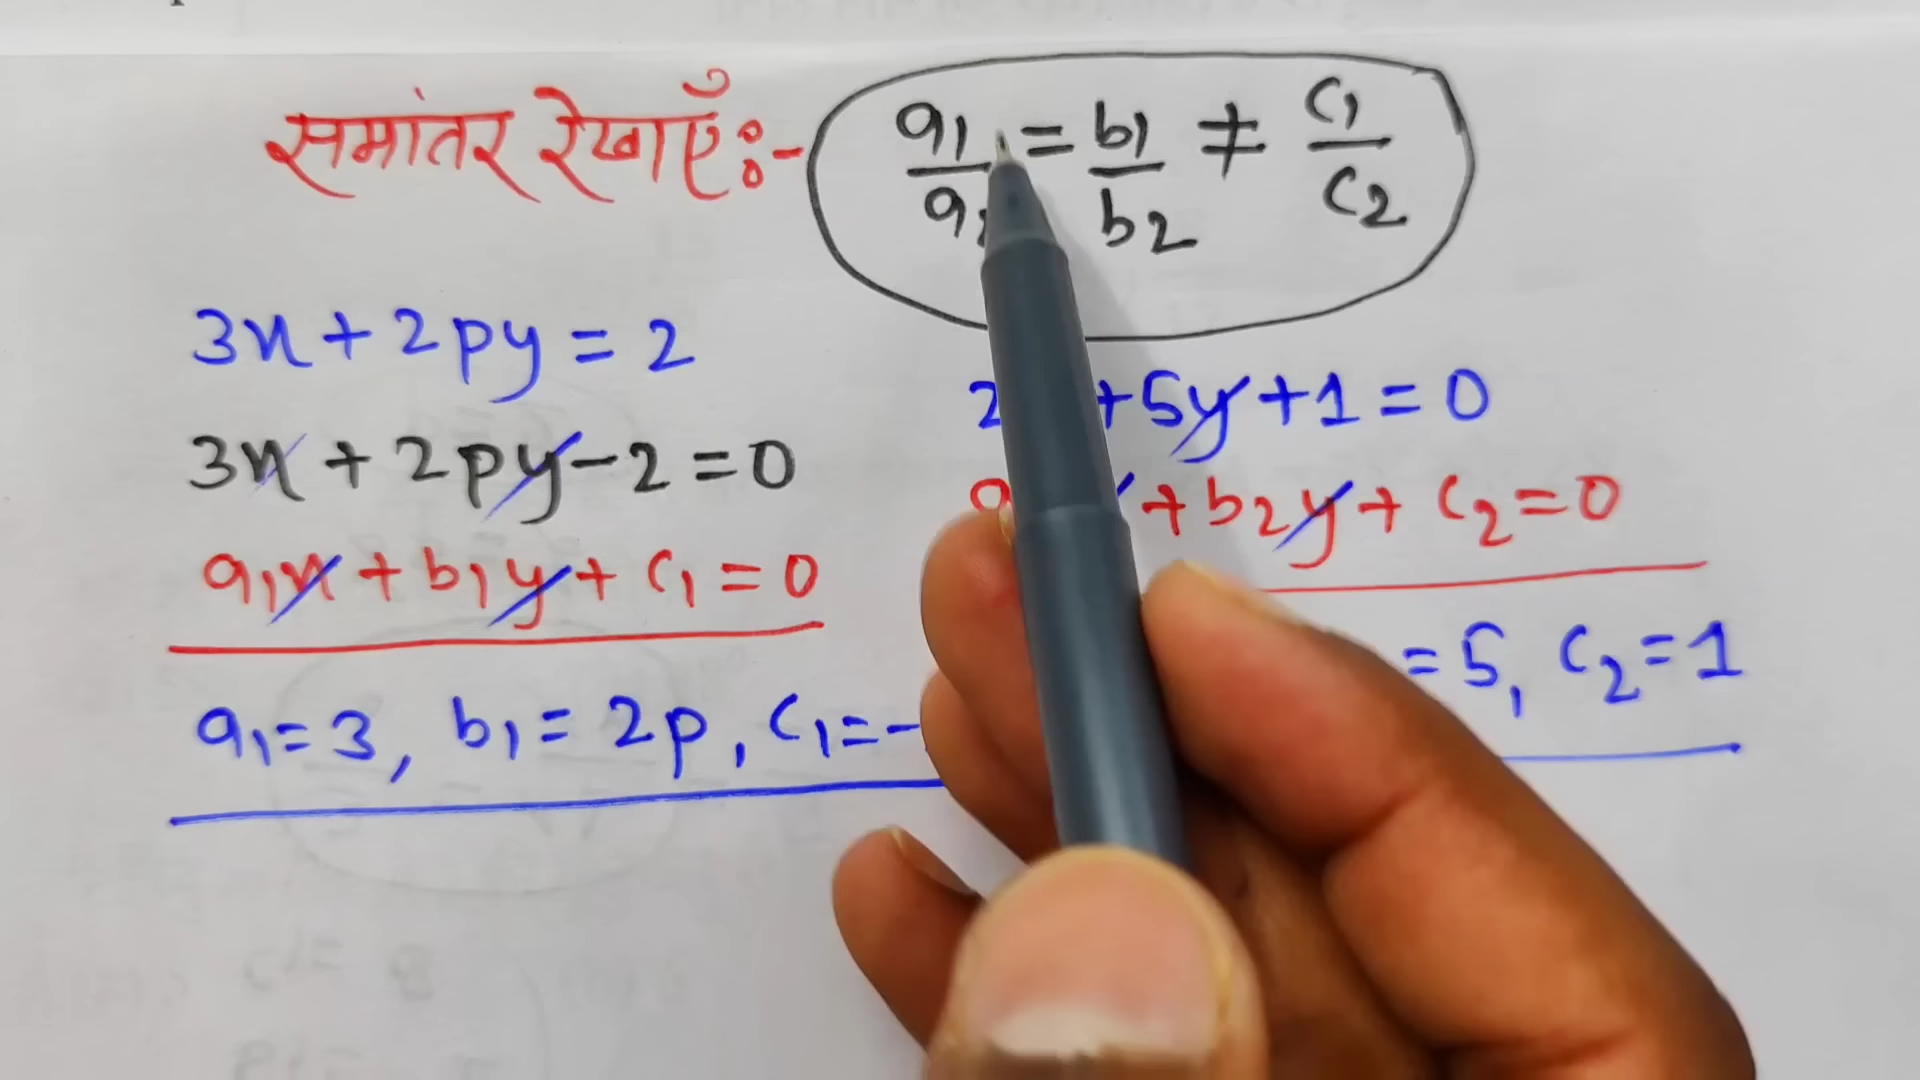 समांतर रेखाएँ:- a1/a = b1/b2 ≠ c1/c2
3x + 2py = 2
2 +5y+1=0
3x + 2py-2=0
a1x + b1y + c1 = 0
+ b2y + c2=0
a1=3, b1= 2p, c1=-
= 5, c2=1